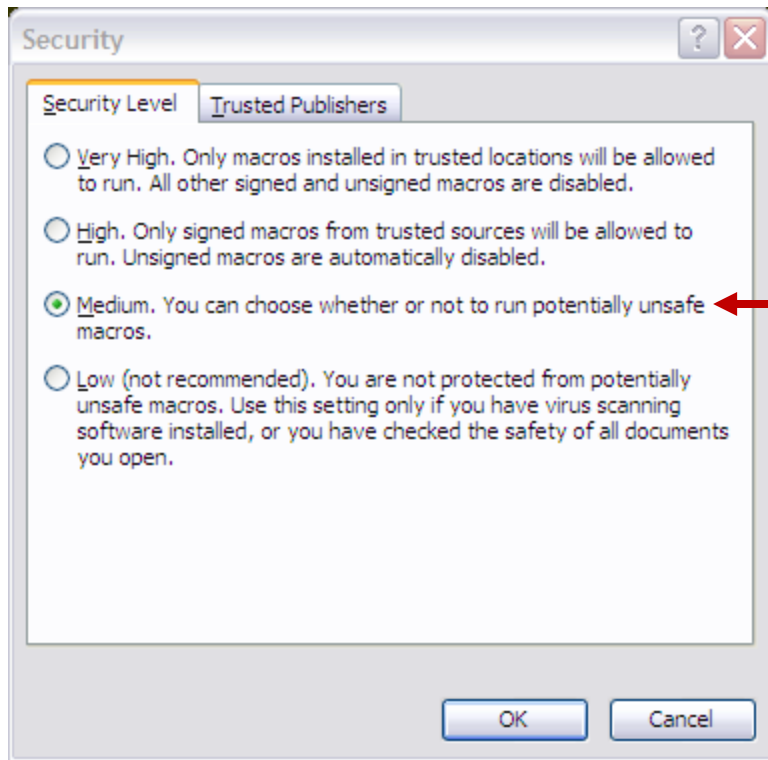 Security
Security Level Trusted Publishers
Very High. Only macros installed in trusted locations will be allowed
to run. All other signed and unsigned macros are disabled.
High. Only signed macros from trusted sources will be allowed to
run. Unsigned macros are automatically disabled.
Medium. You can choose whether or not to run potentially unsafe
macros.
Low (not recommended). You are not protected from potentially
unsafe macros. Use this setting only if you have virus scanning
software installed, or you have checked the safety of all documents
you open.
OK Cancel